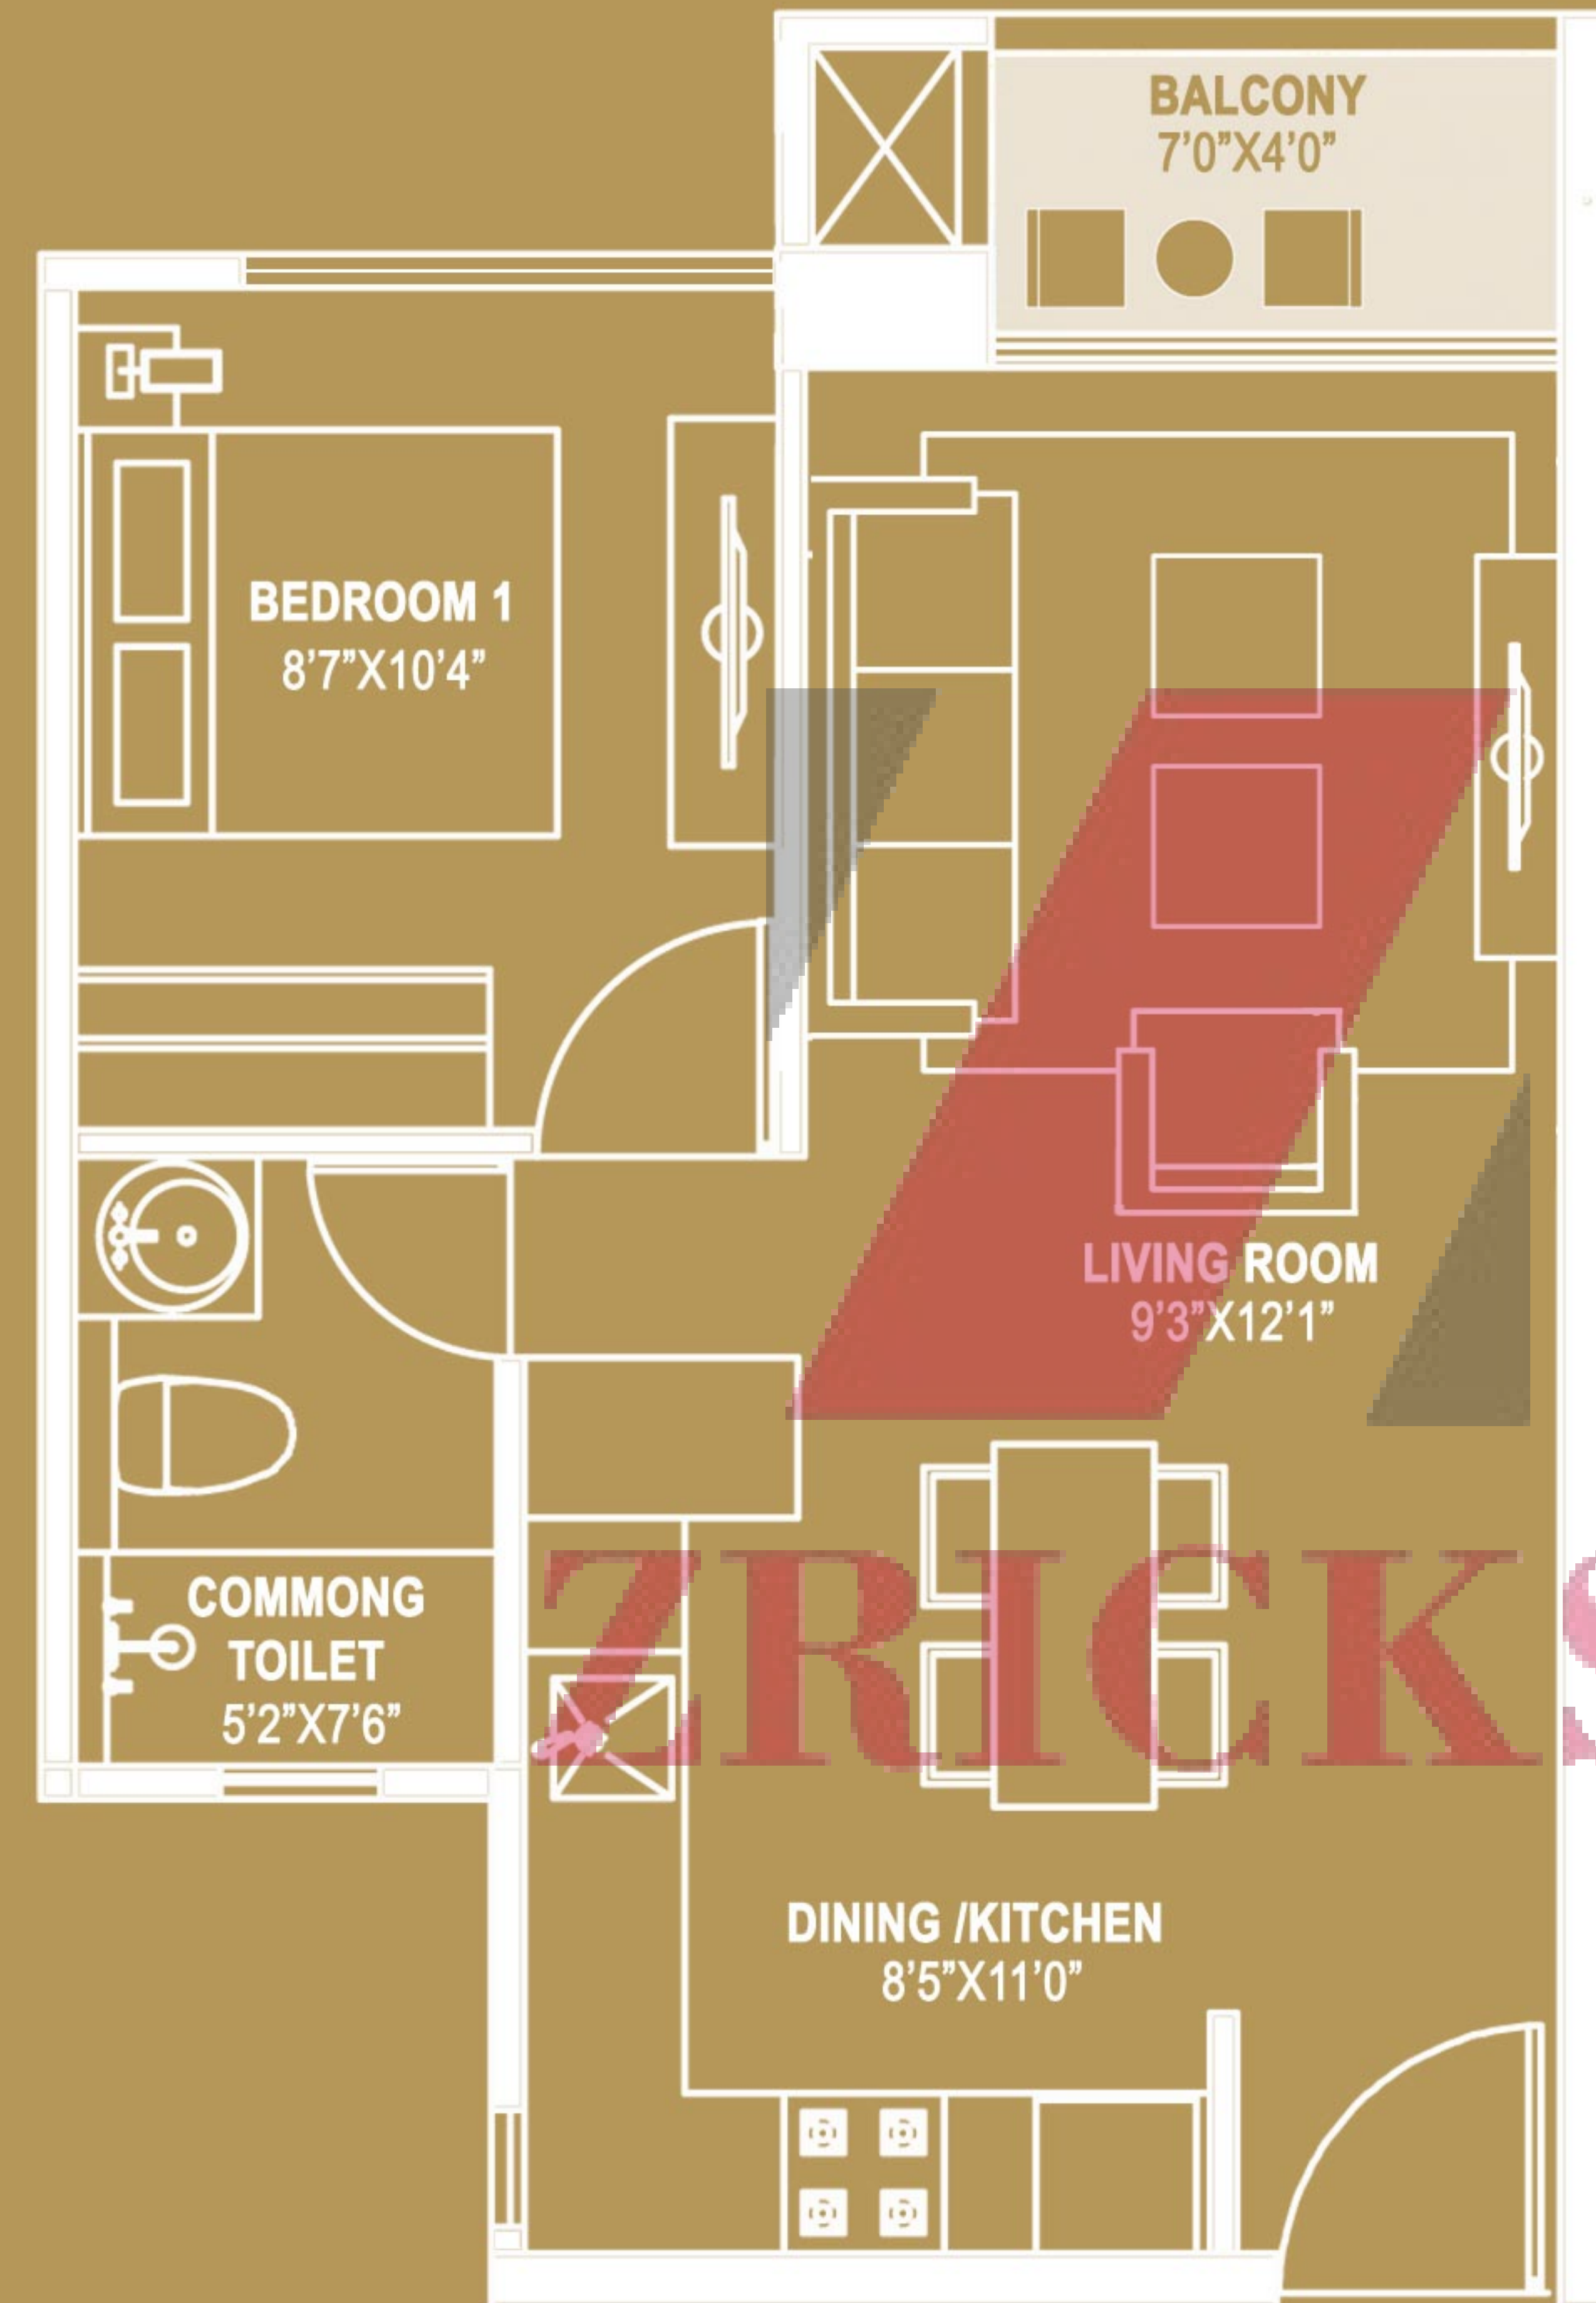 BALCONY
7’0”X4’0”
BEDROOM 1
8’7”X10’4”
LIVING ROOM
9’3”X12’1”
COMMONG
TOILET
5’2”X7’6”
ZRICKS
DINING /KITCHEN
8’5”X11’0”